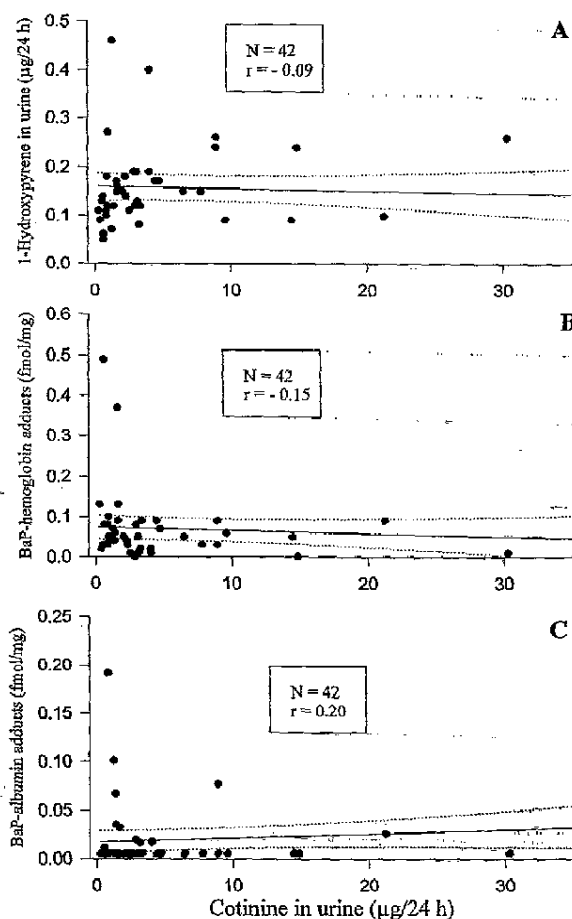 A
N = 42
r = - 0.09
1-Hydroxypyrene in urine (µg/24 h)
0.5
0.4
0.3
0.2
0.1
0.0
0
10
20
30
B
N = 42
r = - 0.15
BaP-hemoglobin adducts (fmol/mg)
0.6
0.5
0.4
0.3
0.2
0.1
0.0
0
10
20
30
C
N = 42
r = 0.20
BaP-albumin adducts (fmol/mg)
0.25
0.20
0.15
0.10
0.05
0.00
0
10
20
30
Cotinine in urine (µg/24 h)